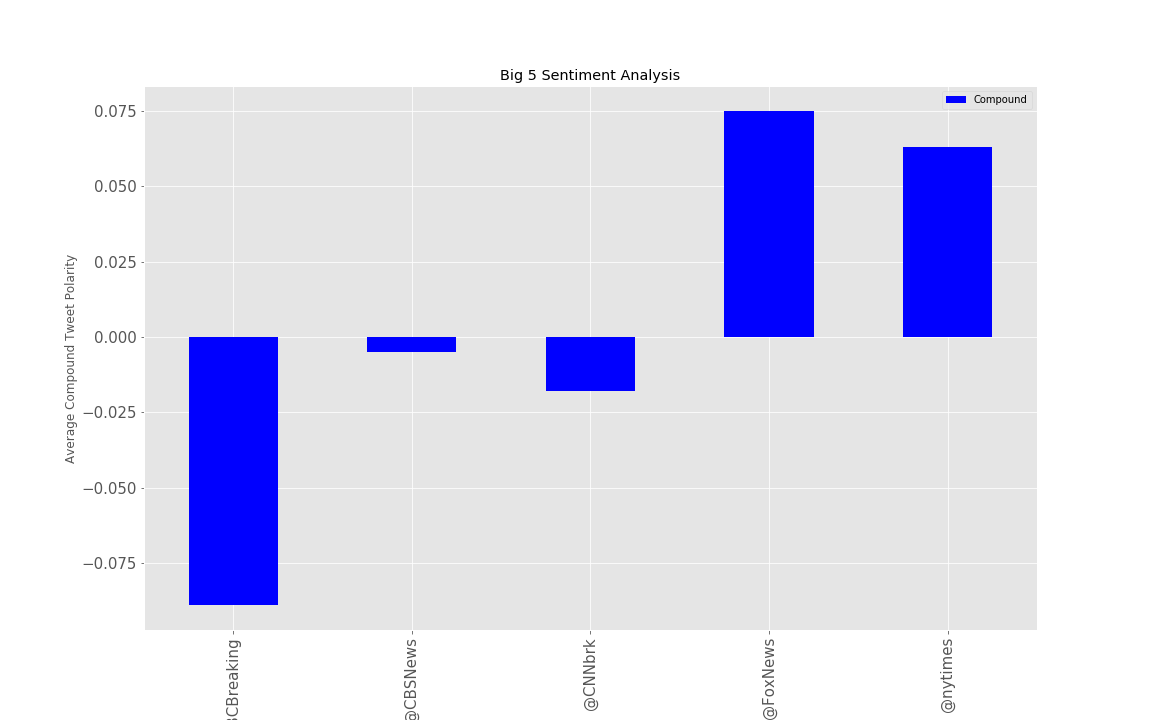 Big 5 Sentiment Analysis
Compound
Average Compound Tweet Polarity
0.075
0.050
0.025
0.000
−0.025
−0.050
−0.075
@CBSNews
@CNNbrk
@FoxNews
@nytimes